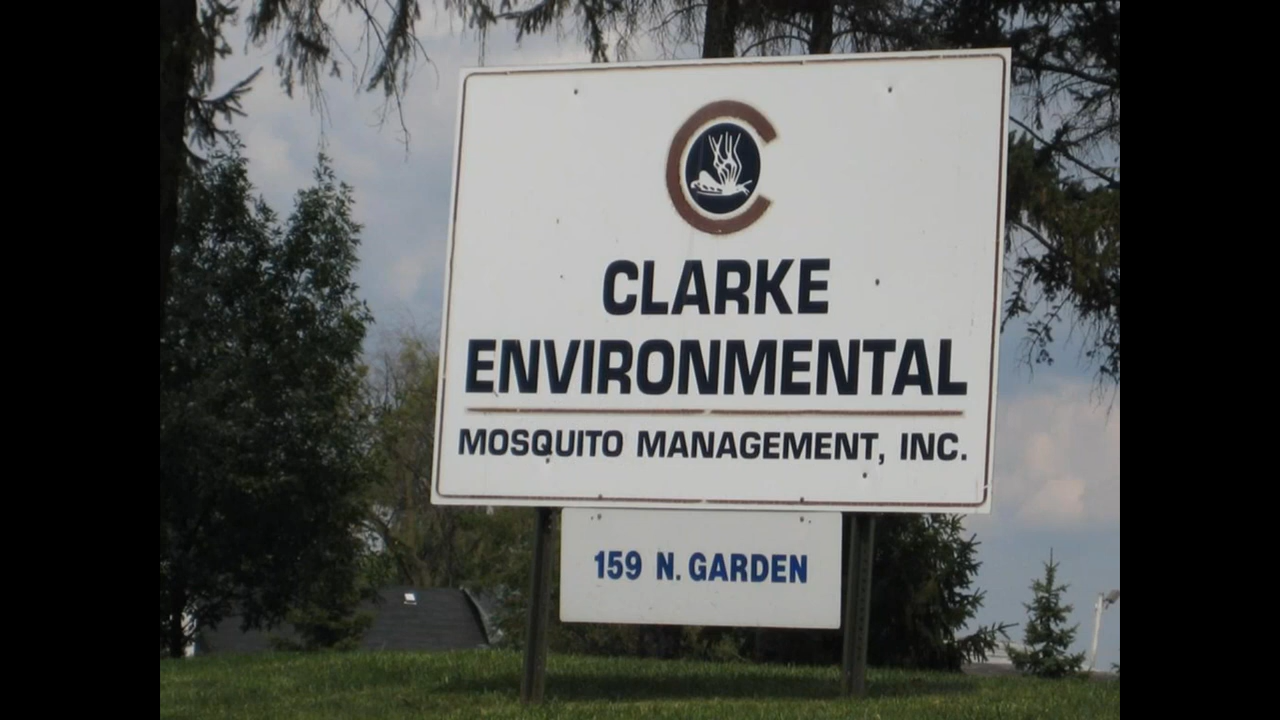 CLARKE
ENVIRONMENTAL
MOSQUITO MANAGEMENT, INC.
159 N. GARDEN